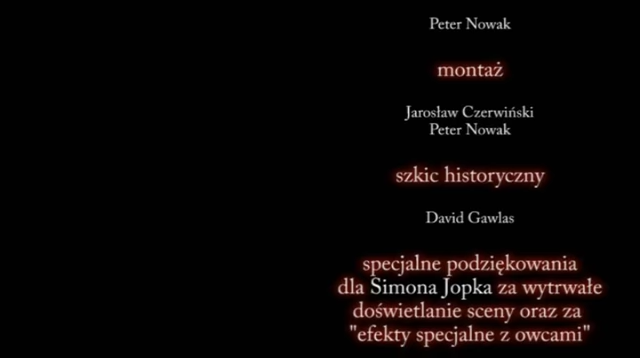 Peter Nowak
montaż
Jarosław Czerwiński
Peter Nowak
szkic historyczny
David Gawlas
specjalne podziękowania
dla Simona Jopka za wytrwałe
doświetlanie sceny oraz za
"efekty specjalne z owcami"